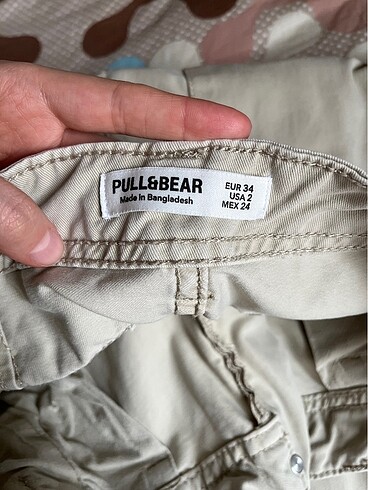 PULL&BEAR
Made in Bangladesh
EUR 34
USA 2
MEX 24